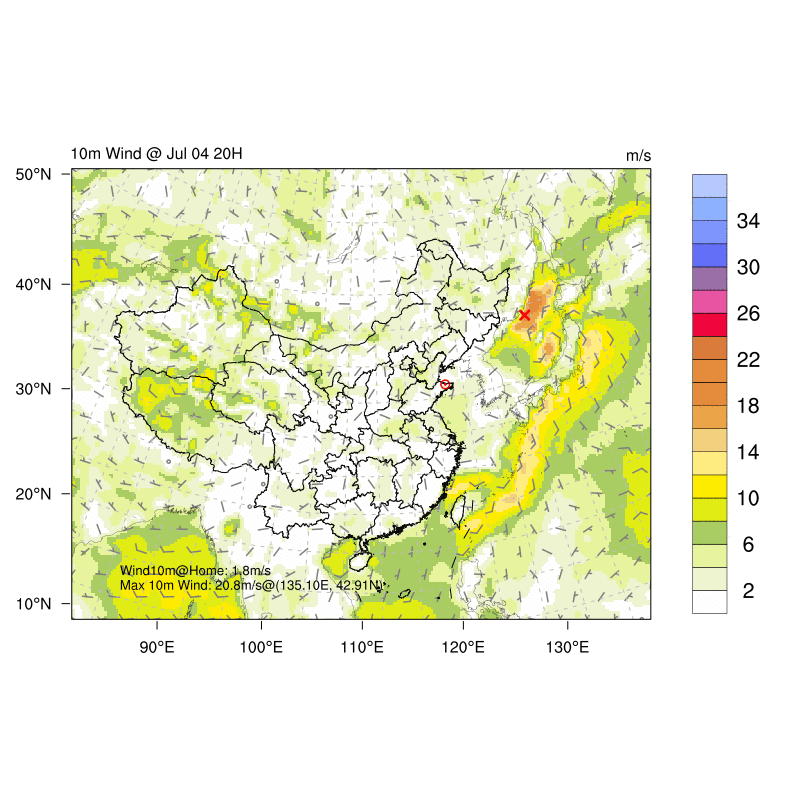 10m Wind @ Jul 04 20H
m/s
50°N
40°N
30°N
20°N
10°N
Wind10m@Home: 1.8m/s
Max 10m Wind: 20.8m/s@(135.10E, 42.91N)
90°E
100°E
110°E
120°E
130°E
34
30
26
22
18
14
10
6
2